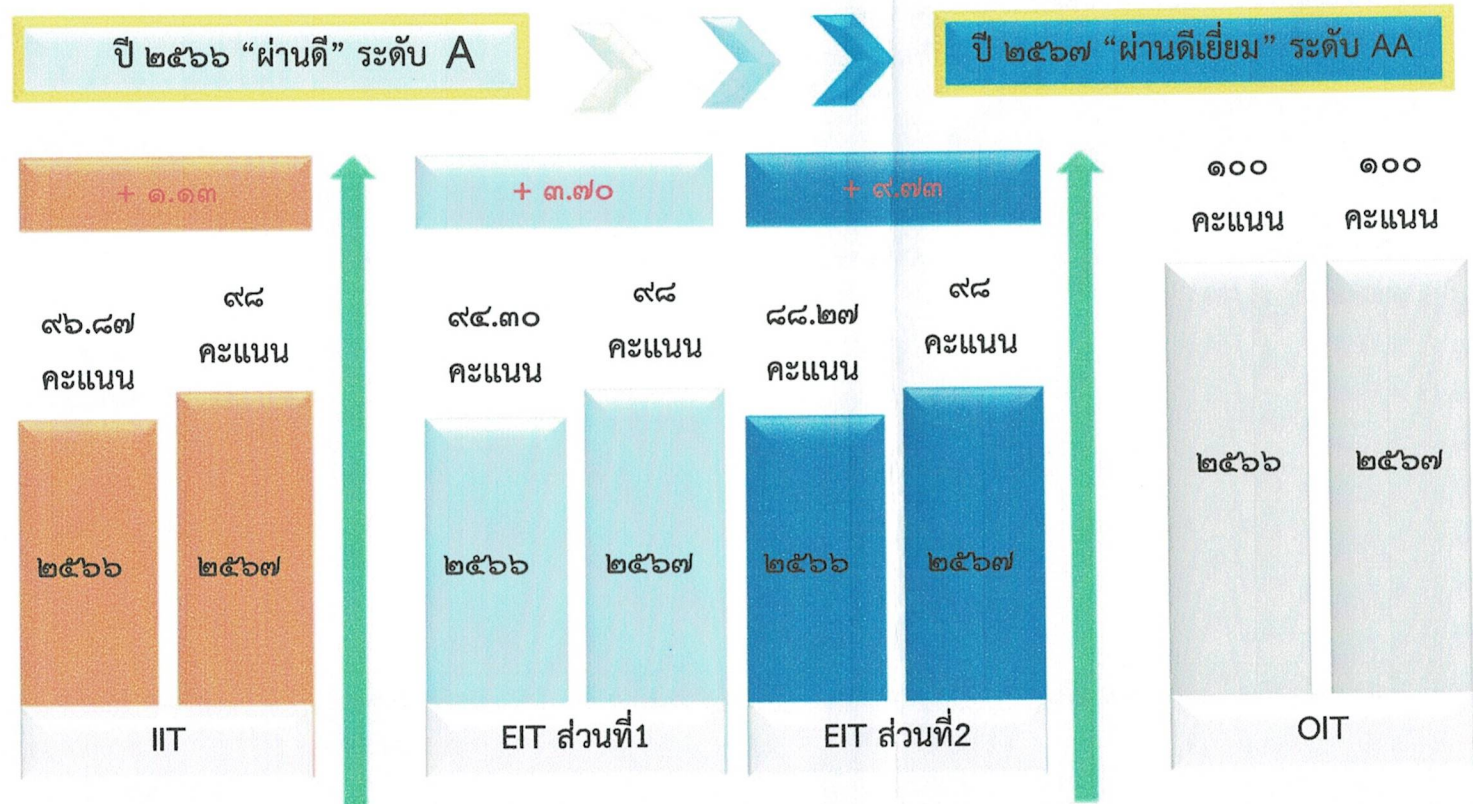 ปี ๒๕๖๖ “ผ่านดี” ระดับ A
ปี ๒๕๖๗ “ผ่านดีเยี่ยม” ระดับ AA
+ ๑.๑๓
+ ๓.๗๐
+ ๙.๗๓
๙๖.๘๗
คะแนน
๙๘
คะแนน
๙๔.๓๐
คะแนน
๙๘
คะแนน
๘๘.๒๗
คะแนน
๙๘
คะแนน
๑๐๐
คะแนน
๑๐๐
คะแนน
๒๕๖๖
๒๕๖๗
๒๕๖๖
๒๕๖๗
๒๕๖๖
๒๕๖๗
๒๕๖๖
๒๕๖๗
IIT
EIT ส่วนที่1
EIT ส่วนที่2
OIT